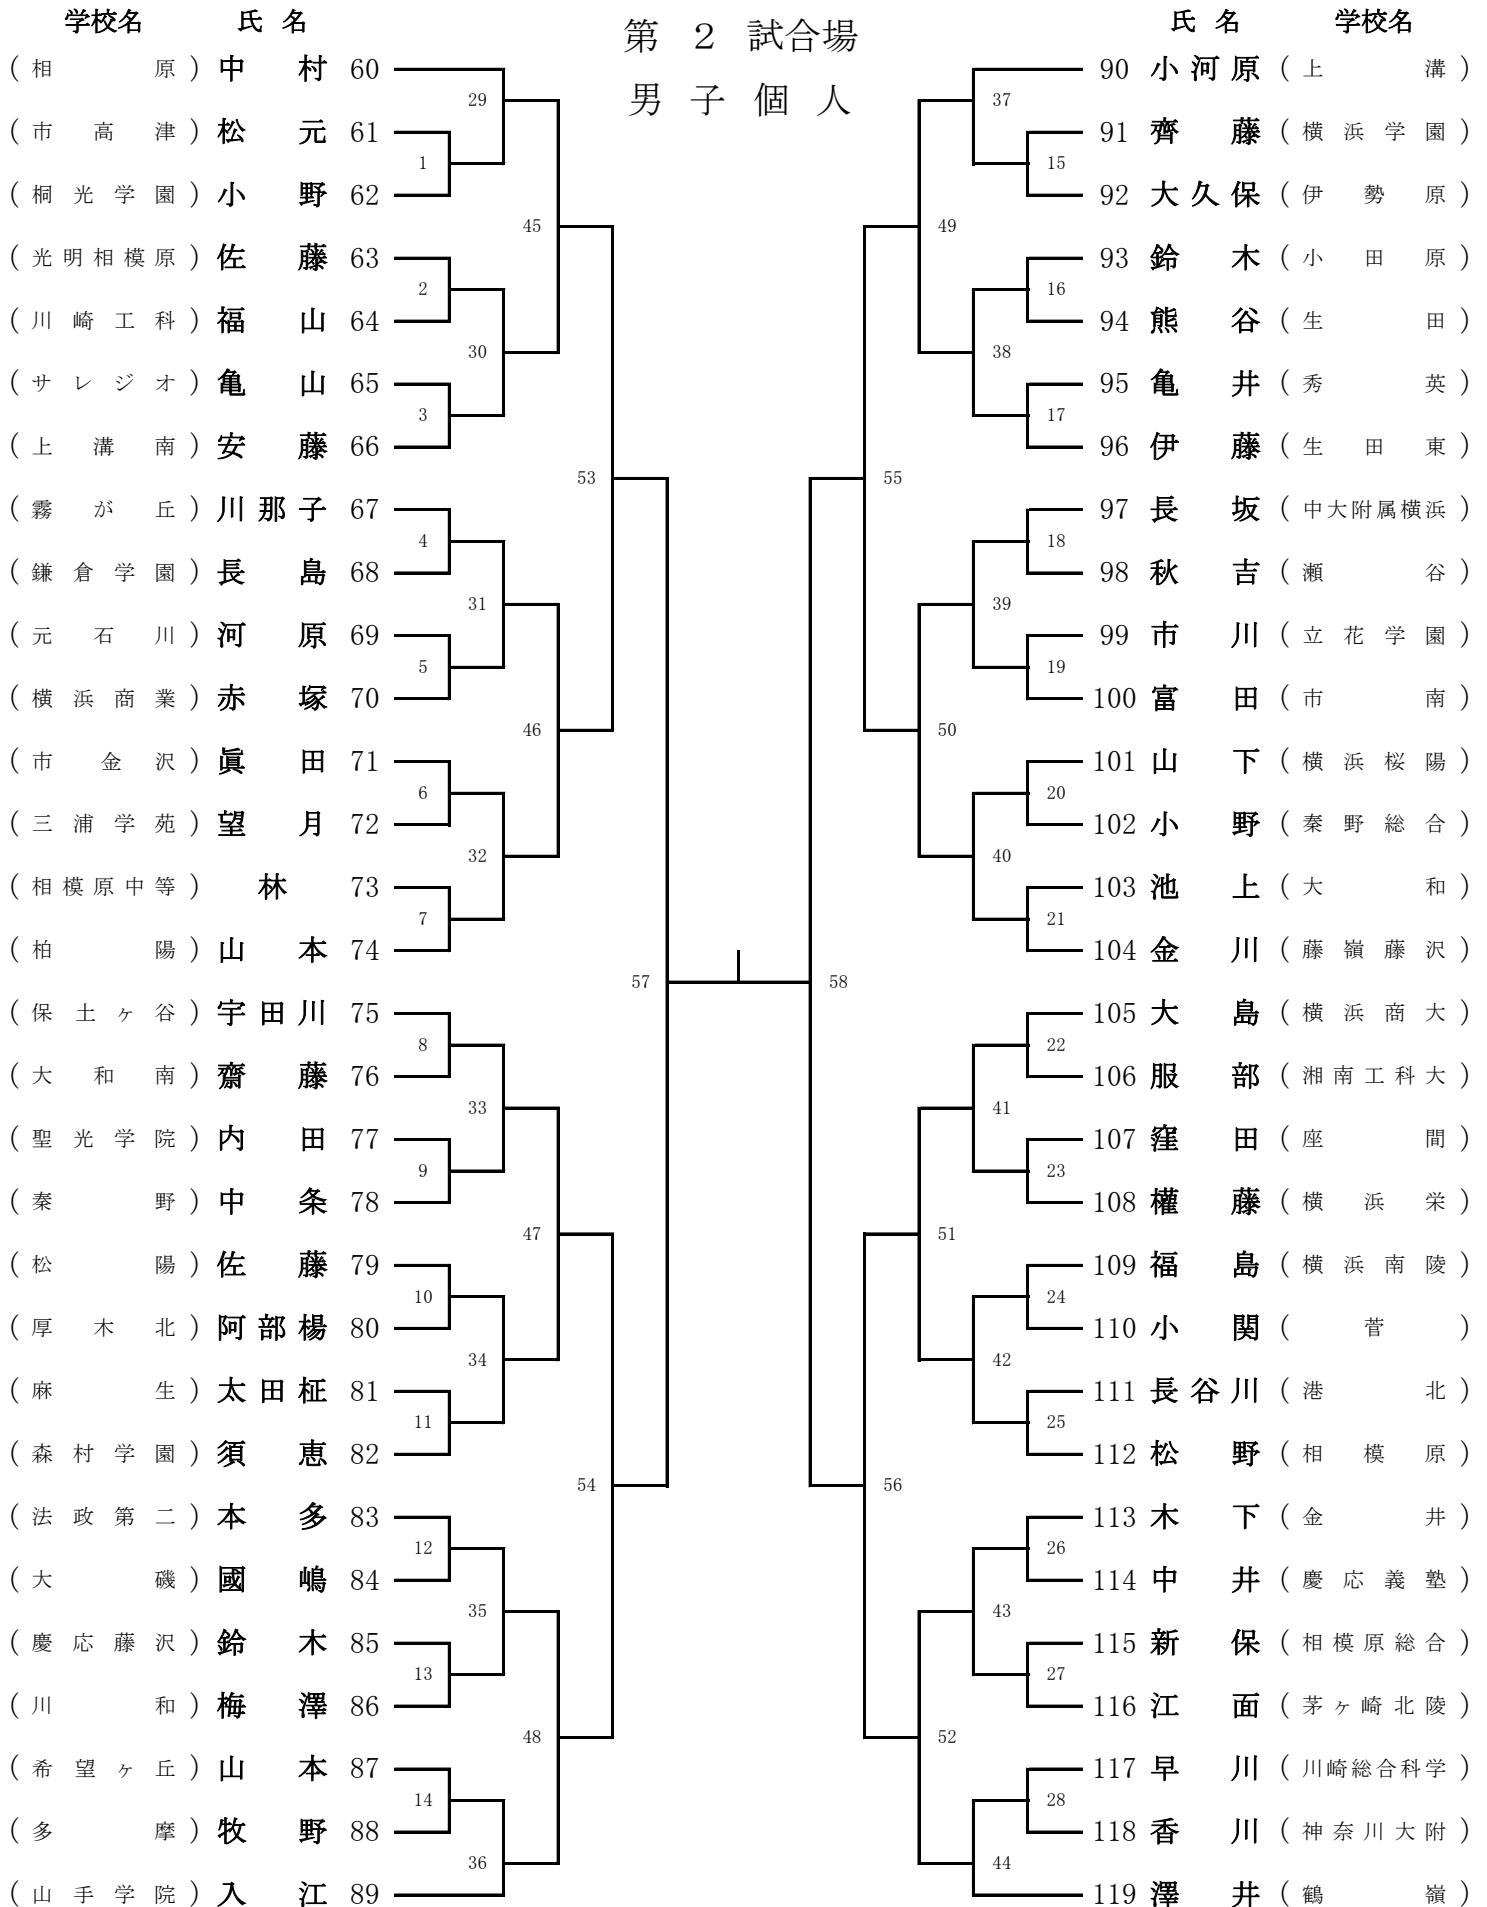 学校名 氏名 第 2 試合場 氏名 学校名
男子個人
(相原) 中村 60 90 小河原 (上溝)
29 37
(市高津) 松元 61 91 齊藤 (横浜学園)
1 15
(桐光学園) 小野 62 92 大久保 (伊勢原)
45 49
(光明相模原) 佐藤 63 93 鈴木 (小田原)
2 16
(川崎工科) 福山 64 94 熊谷 (生田)
30 38
(サレジオ) 亀山 65 95 亀井 (秀英)
3 17
(上溝南) 安藤 66 96 伊藤 (生田東)
53 55
(霧が丘) 川那子 67 97 長坂 (中大附属横浜)
4 18
(鎌倉学園) 長島 68 98 秋吉 (瀬谷)
31 39
(元石川) 河原 69 99 市川 (立花学園)
5 19
(横浜商業) 赤塚 70 100 富田 (市南)
46 50
(市金沢) 眞田 71 101 山下 (横浜桜陽)
6 20
(三浦学苑) 望月 72 102 小野 (秦野総合)
32 40
(相模原中等) 林 73 103 池上 (大和)
7 21
(柏陽) 山本 74 104 金川 (藤嶺藤沢)
57 58
(保土ヶ谷) 宇田川 75 105 大島 (横浜商大)
8 22
(大和南) 齋藤 76 106 服部 (湘南工科大)
33 41
(聖光学院) 内田 77 107 窪田 (座間)
9 23
(秦野) 中条 78 108 權藤 (横浜栄)
47 51
(松陽) 佐藤 79 109 福島 (横浜南陵)
10 24
(厚木北) 阿部楊 80 110 小関 (菅)
34 42
(麻生) 太田柾 81 111 長谷川 (港北)
11 25
(森村学園) 須恵 82 112 松野 (相模原)
54 56
(法政第二) 本多 83 113 木下 (金井)
12 26
(大磯) 國嶋 84 114 中井 (慶応義塾)
35 43
(慶応藤沢) 鈴木 85 115 新保 (相模原総合)
13 27
(川和) 梅澤 86 116 江面 (茅ヶ崎北陵)
48 52
(希望ヶ丘) 山本 87 117 早川 (川崎総合科学)
14 28
(多摩) 牧野 88 118 香川 (神奈川大附)
36 44
(山手学院) 入江 89 119 澤井 (鶴嶺)